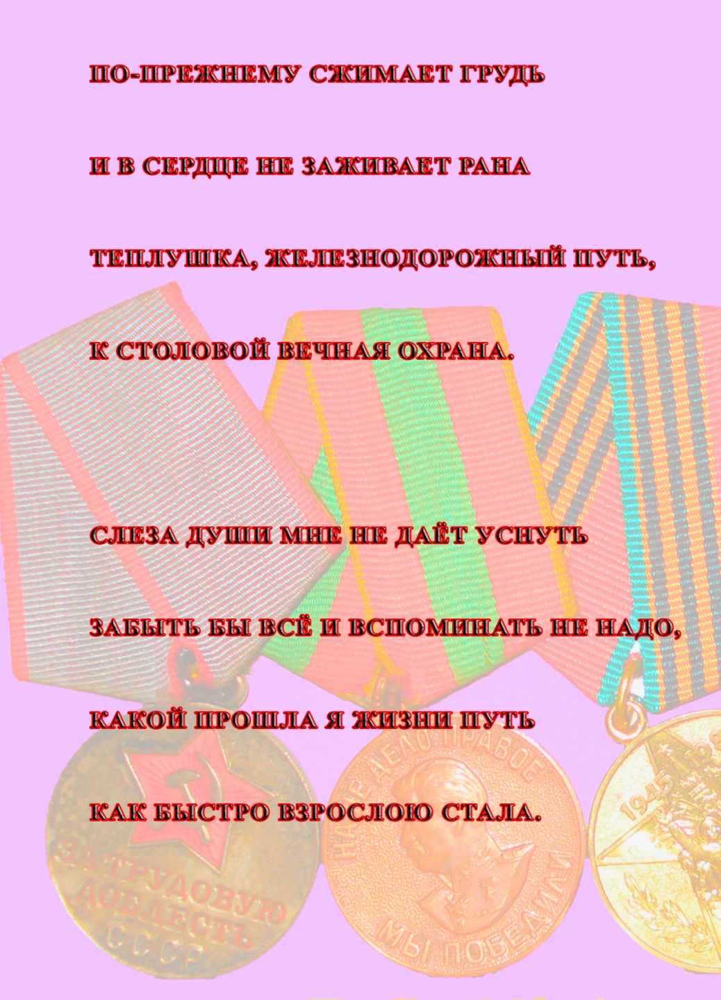 ПО-ПРЕЖНЕМУ СЖИМАЕТ ГРУДЬ
И В СЕРДЦЕ НЕ ЗАЖИВАЕТ РАНА
ТЕПЛУШКА, ЖЕЛЕЗНОДОРОЖНЫЙ ПУТЬ,
К СТОЛОВОЙ ВЕЧНАЯ ОХРАНА.
СЛЕЗА ДУШИ МНЕ НЕ ДАЁТ УСНУТЬ
ЗАБЫТЬ БЫ ВСЁ И ВСПОМИНАТЬ НЕ НАДО,
КАКОЙ ПРОШЛА Я ЖИЗНИ ПУТЬ
КАК БЫСТРО ВЗРОСЛОЮ СТАЛА.
ЗА ТРУДОВУЮ
ДОБЛЕСТЬ
СССР
НАШЕ ДЕЛО ПРАВОЕ
МЫ ПОБЕДИЛИ
1945